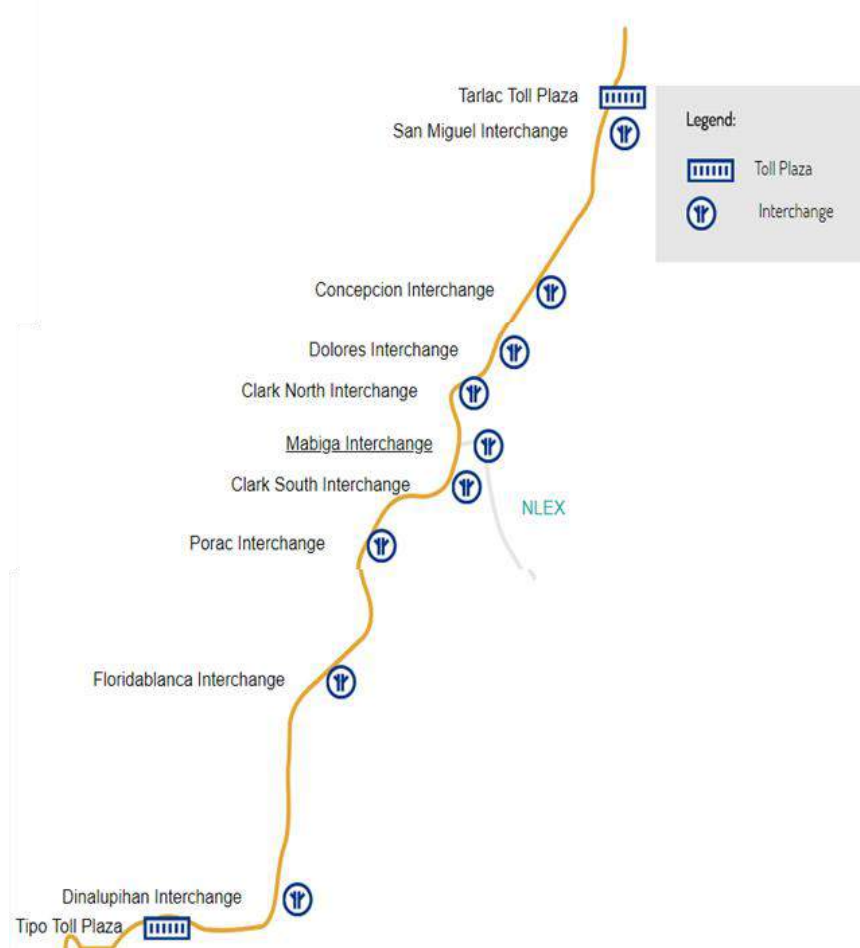 Tarlac Toll Plaza
San Miguel Interchange
Legend:
Toll Plaza
Interchange
Concepcion Interchange
Dolores Interchange
Clark North Interchange
Mabiga Interchange
Clark South Interchange
NLEX
Porac Interchange
Floridablanca Interchange
Dinalupihan Interchange
Tipo Toll Plaza